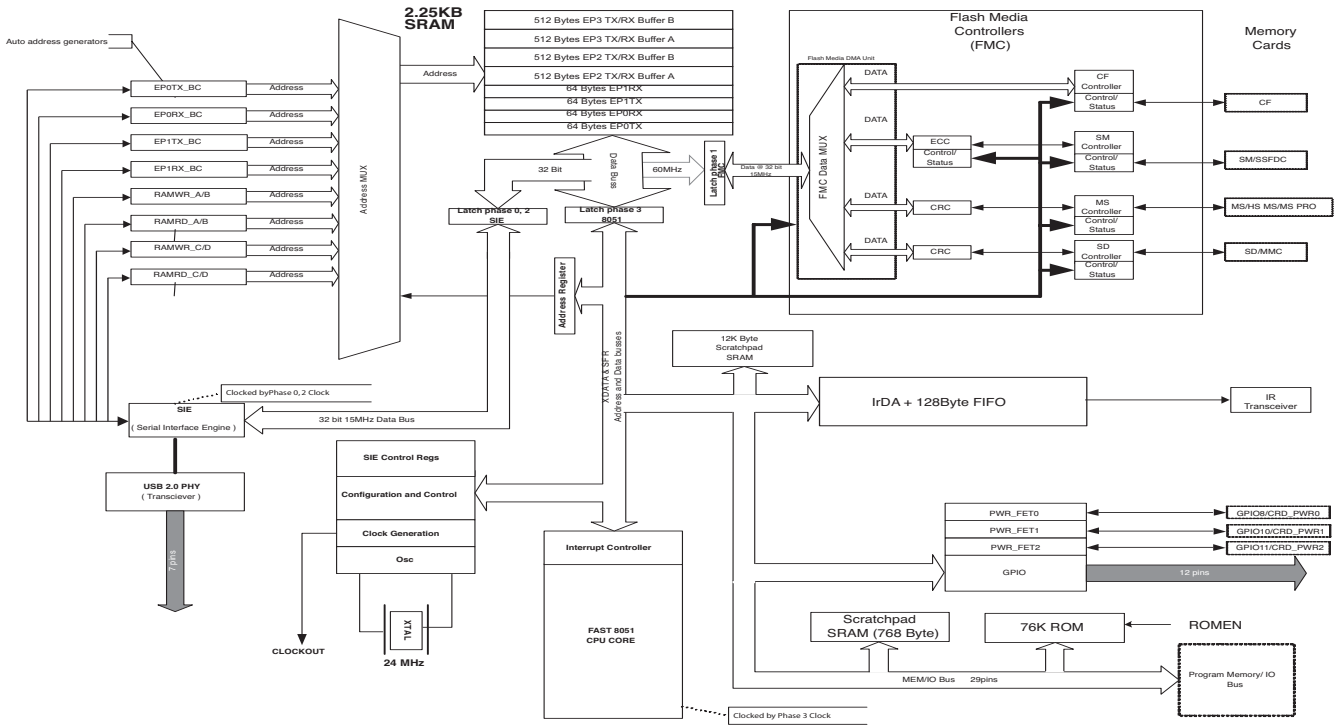 2.25KB
SRAM
Auto address generators
EP0TX_BC
Address
EP0RX_BC
Address
EP1TX_BC
Address
EP1RX_BC
Address
RAMWR_A/B
Address
RAMRD_A/B
Address
RAMWR_C/D
Address
RAMRD_C/D
Address
Address MUX
Address
512 Bytes EP3 TX/RX Buffer B
512 Bytes EP3 TX/RX Buffer A
512 Bytes EP2 TX/RX Buffer B
512 Bytes EP2 TX/RX Buffer A
64 Bytes EP1RX
64 Bytes EP1TX
64 Bytes EP0RX
64 Bytes EP0TX
32 Bit
Data Buss
60MHz
Latch phase 1
FMC
Data @ 32 bit
15MHz
Latch phase 0, 2
SIE
Latch phase 3
8051
Address Register
XDATA & SFR
Address and Data busses
Flash Media
Controllers
(FMC)
Flash Media DMA Unit
FMC Data MUX
DATA
DATA
DATA
DATA
ECC
Control/
Status
CRC
CRC
CF
Controller
Control/
Status
SM
Controller
Control/
Status
MS
Controller
Control/
Status
SD
Controller
Control/
Status
Memory
Cards
CF
SM/SSFDC
MS/HS MS/MS PRO
SD/MMC
12K Byte
Scratchpad
SRAM
IrDA + 128Byte FIFO
IR
Transceiver
Clocked byPhase 0, 2 Clock
SIE
( Serial Interface Engine )
32 bit 15MHz Data Bus
USB 2.0 PHY
( Transciever )
7 pins
SIE Control Regs
Configuration and Control
Clock Generation
Osc
XTAL
24 MHz
CLOCKOUT
Interrupt Controller
FAST 8051
CPU CORE
Clocked by Phase 3 Clock
PWR_FET0
PWR_FET1
PWR_FET2
GPIO
GPIO8/CRD_PWR0
GPIO10/CRD_PWR1
GPIO11/CRD_PWR2
12 pins
Scratchpad
SRAM (768 Byte)
76K ROM
ROMEN
MEM/IO Bus 29pins
Program Memory/ IO
Bus